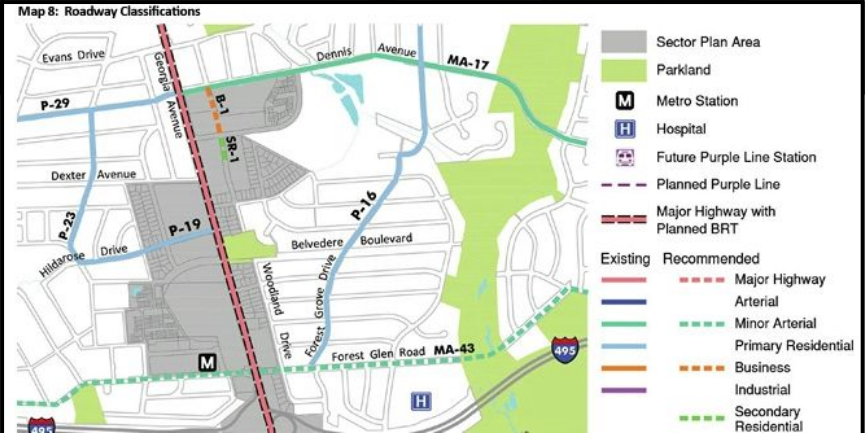 Map 8: Roadway Classifications
Evans Drive
Georgia Avenue
Dennis Avenue
MA-17
P-29
B-1
SR-1
Dexter Avenue
P-23
P-19
P-16
Hildarose Drive
Belvedere Boulevard
Woodland Drive
Forest Grove Drive
Forest Glen Road MA-43
M
H
495
495
Sector Plan Area
Parkland
M Metro Station
H Hospital
Future Purple Line Station
Planned Purple Line
Major Highway with
Planned BRT
Existing Recommended
Major Highway
Arterial
Minor Arterial
Primary Residential
Business
Industrial
Secondary
Residential